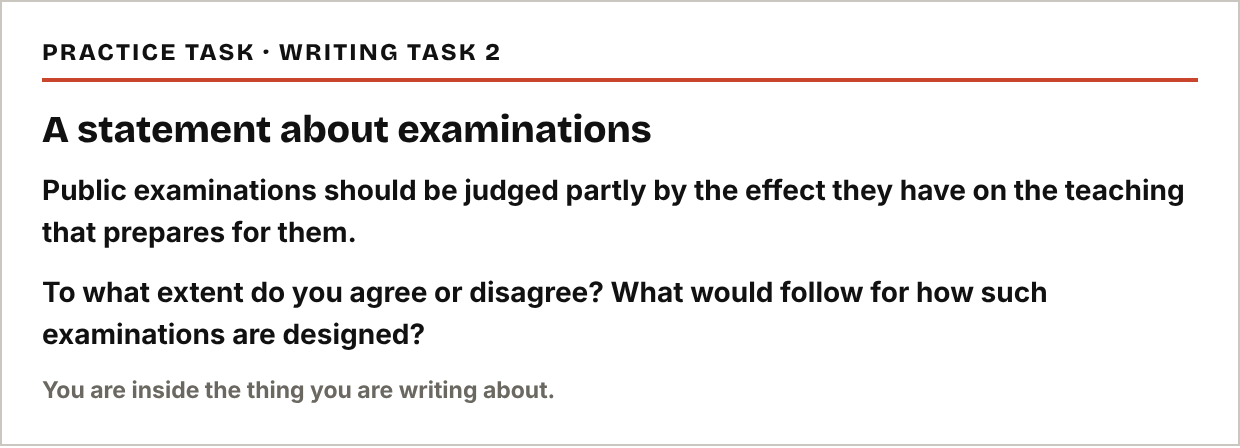 PRACTICE TASK · WRITING TASK 2
A statement about examinations
Public examinations should be judged partly by the effect they have on the teaching
that prepares for them.
To what extent do you agree or disagree? What would follow for how such
examinations are designed?
You are inside the thing you are writing about.